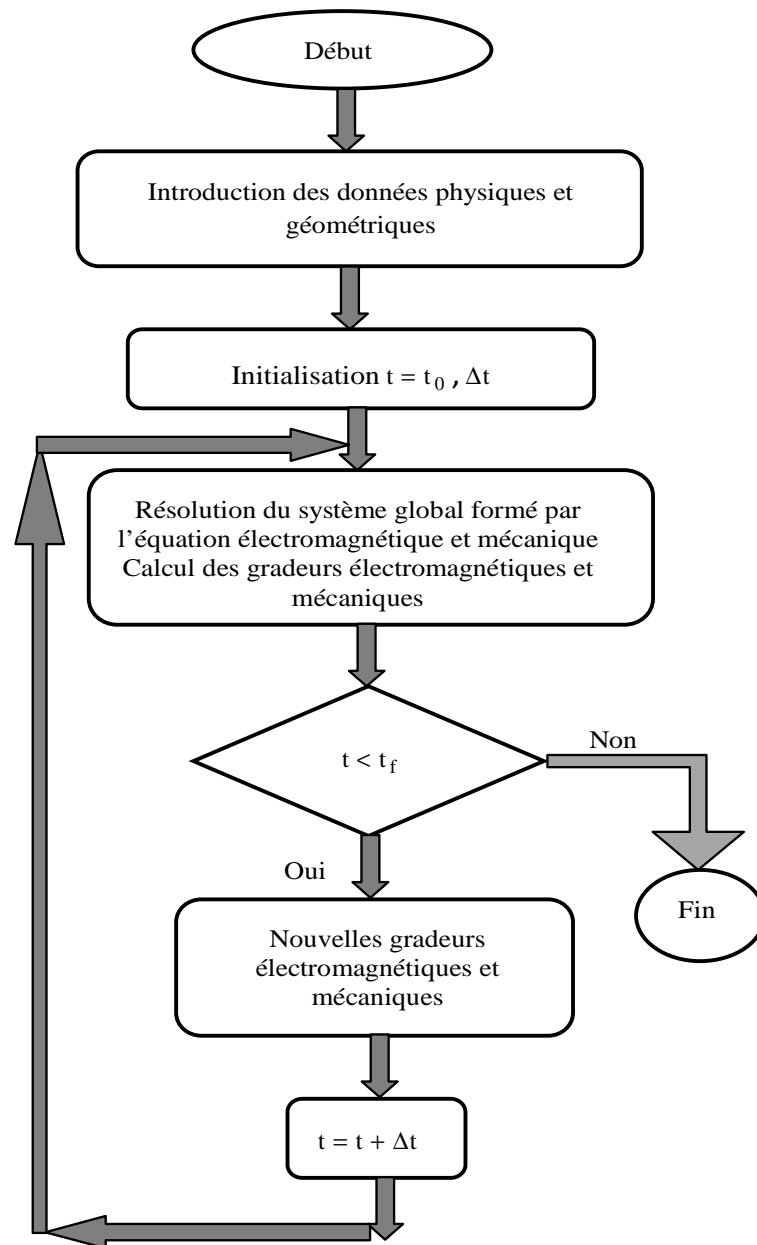 Début
Introduction des données physiques et
géométriques
Initialisation t = t₀ , Δt
Résolution du système global formé par
l’équation électromagnétique et mécanique
Calcul des gradeurs électromagnétiques et
mécaniques
t < t_f
Non
Oui
Fin
Nouvelles gradeurs
électromagnétiques et
mécaniques
t = t + Δt